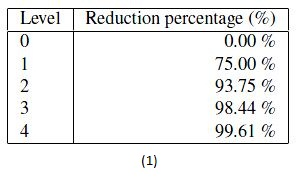 Level Reduction percentage (%)
0 0.00 %
1 75.00 %
2 93.75 %
3 98.44 %
4 99.61 %
(1)